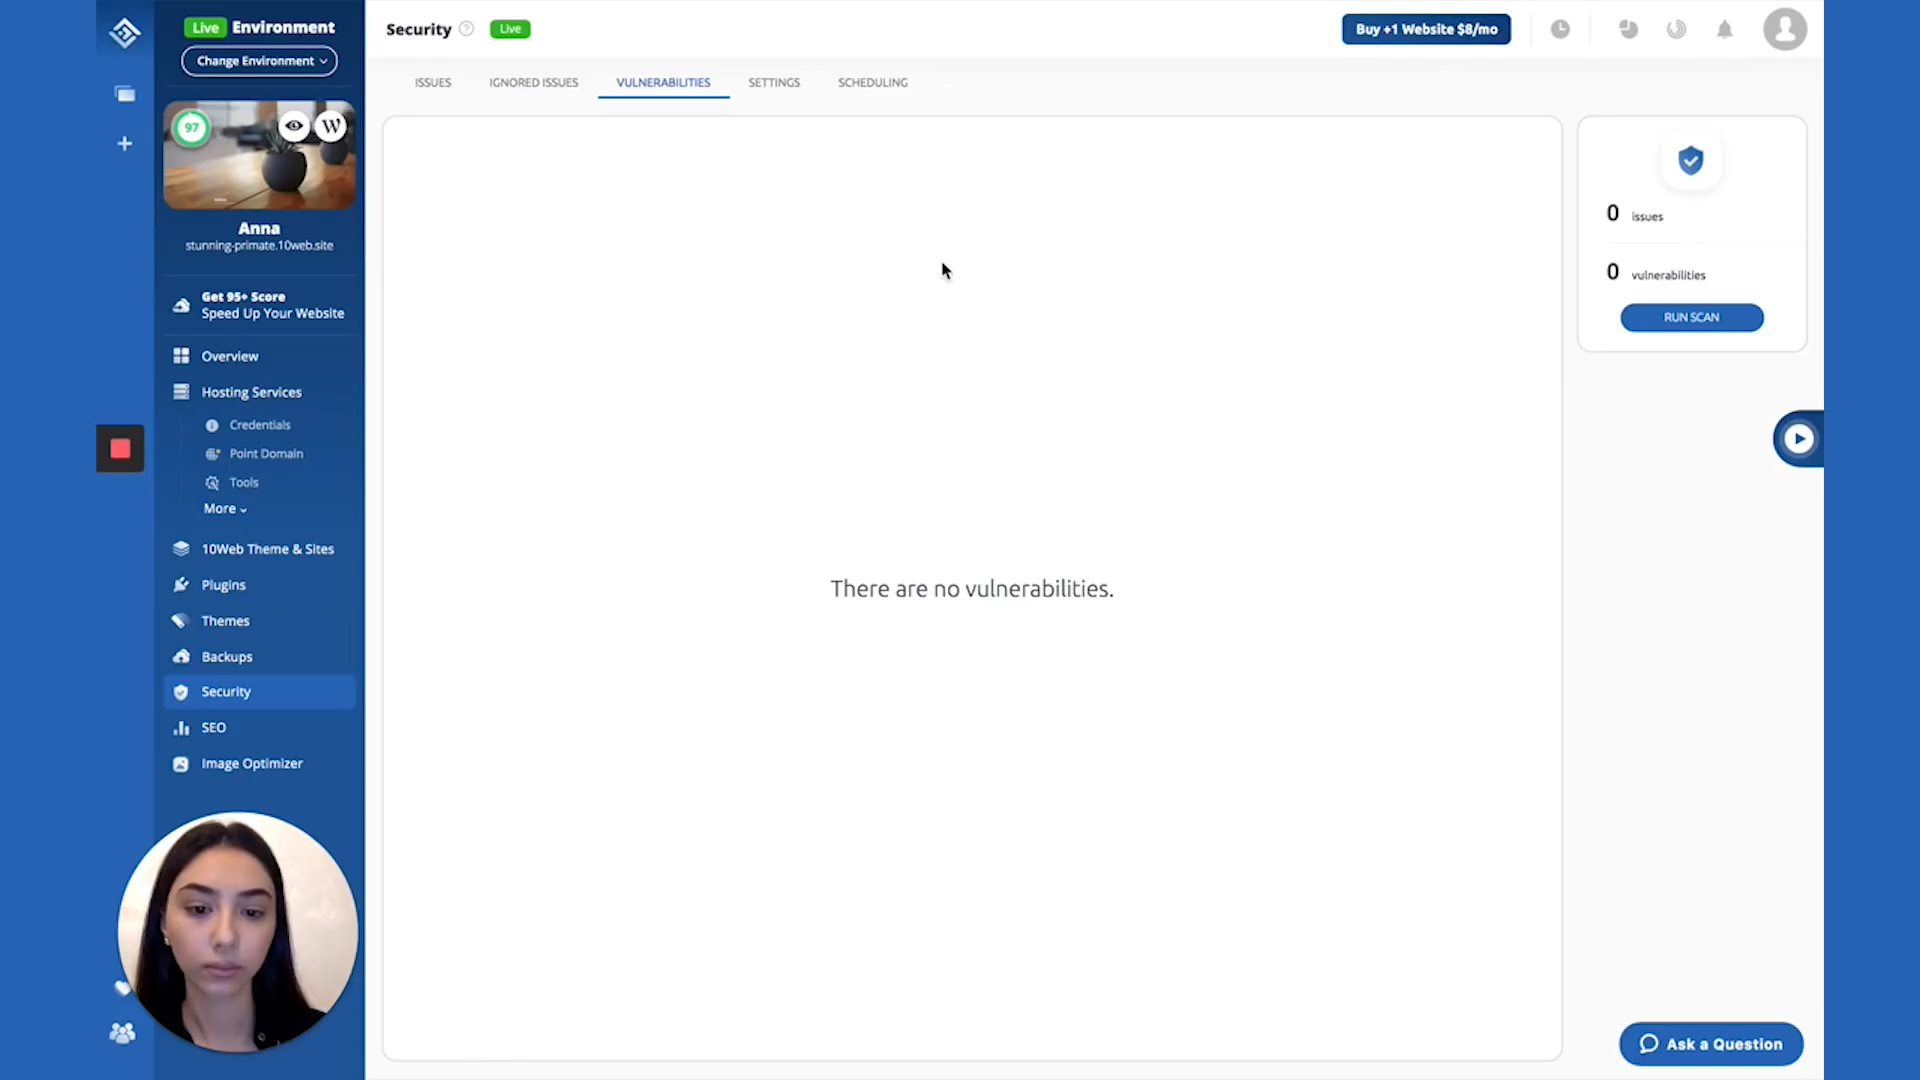 Live Environment
Change Environment
97
W
Anna
stunning-primate.10web.site
Get 95+ Score
Speed Up Your Website
Overview
Hosting Services
Credentials
Point Domain
Tools
More
10Web Theme & Sites
Plugins
Themes
Backups
Security
SEO
Image Optimizer
Security ? Live
Buy +1 Website $8/mo
ISSUES IGNORED ISSUES VULNERABILITIES SETTINGS SCHEDULING
There are no vulnerabilities.
0 issues
0 vulnerabilities
RUN SCAN
Ask a Question